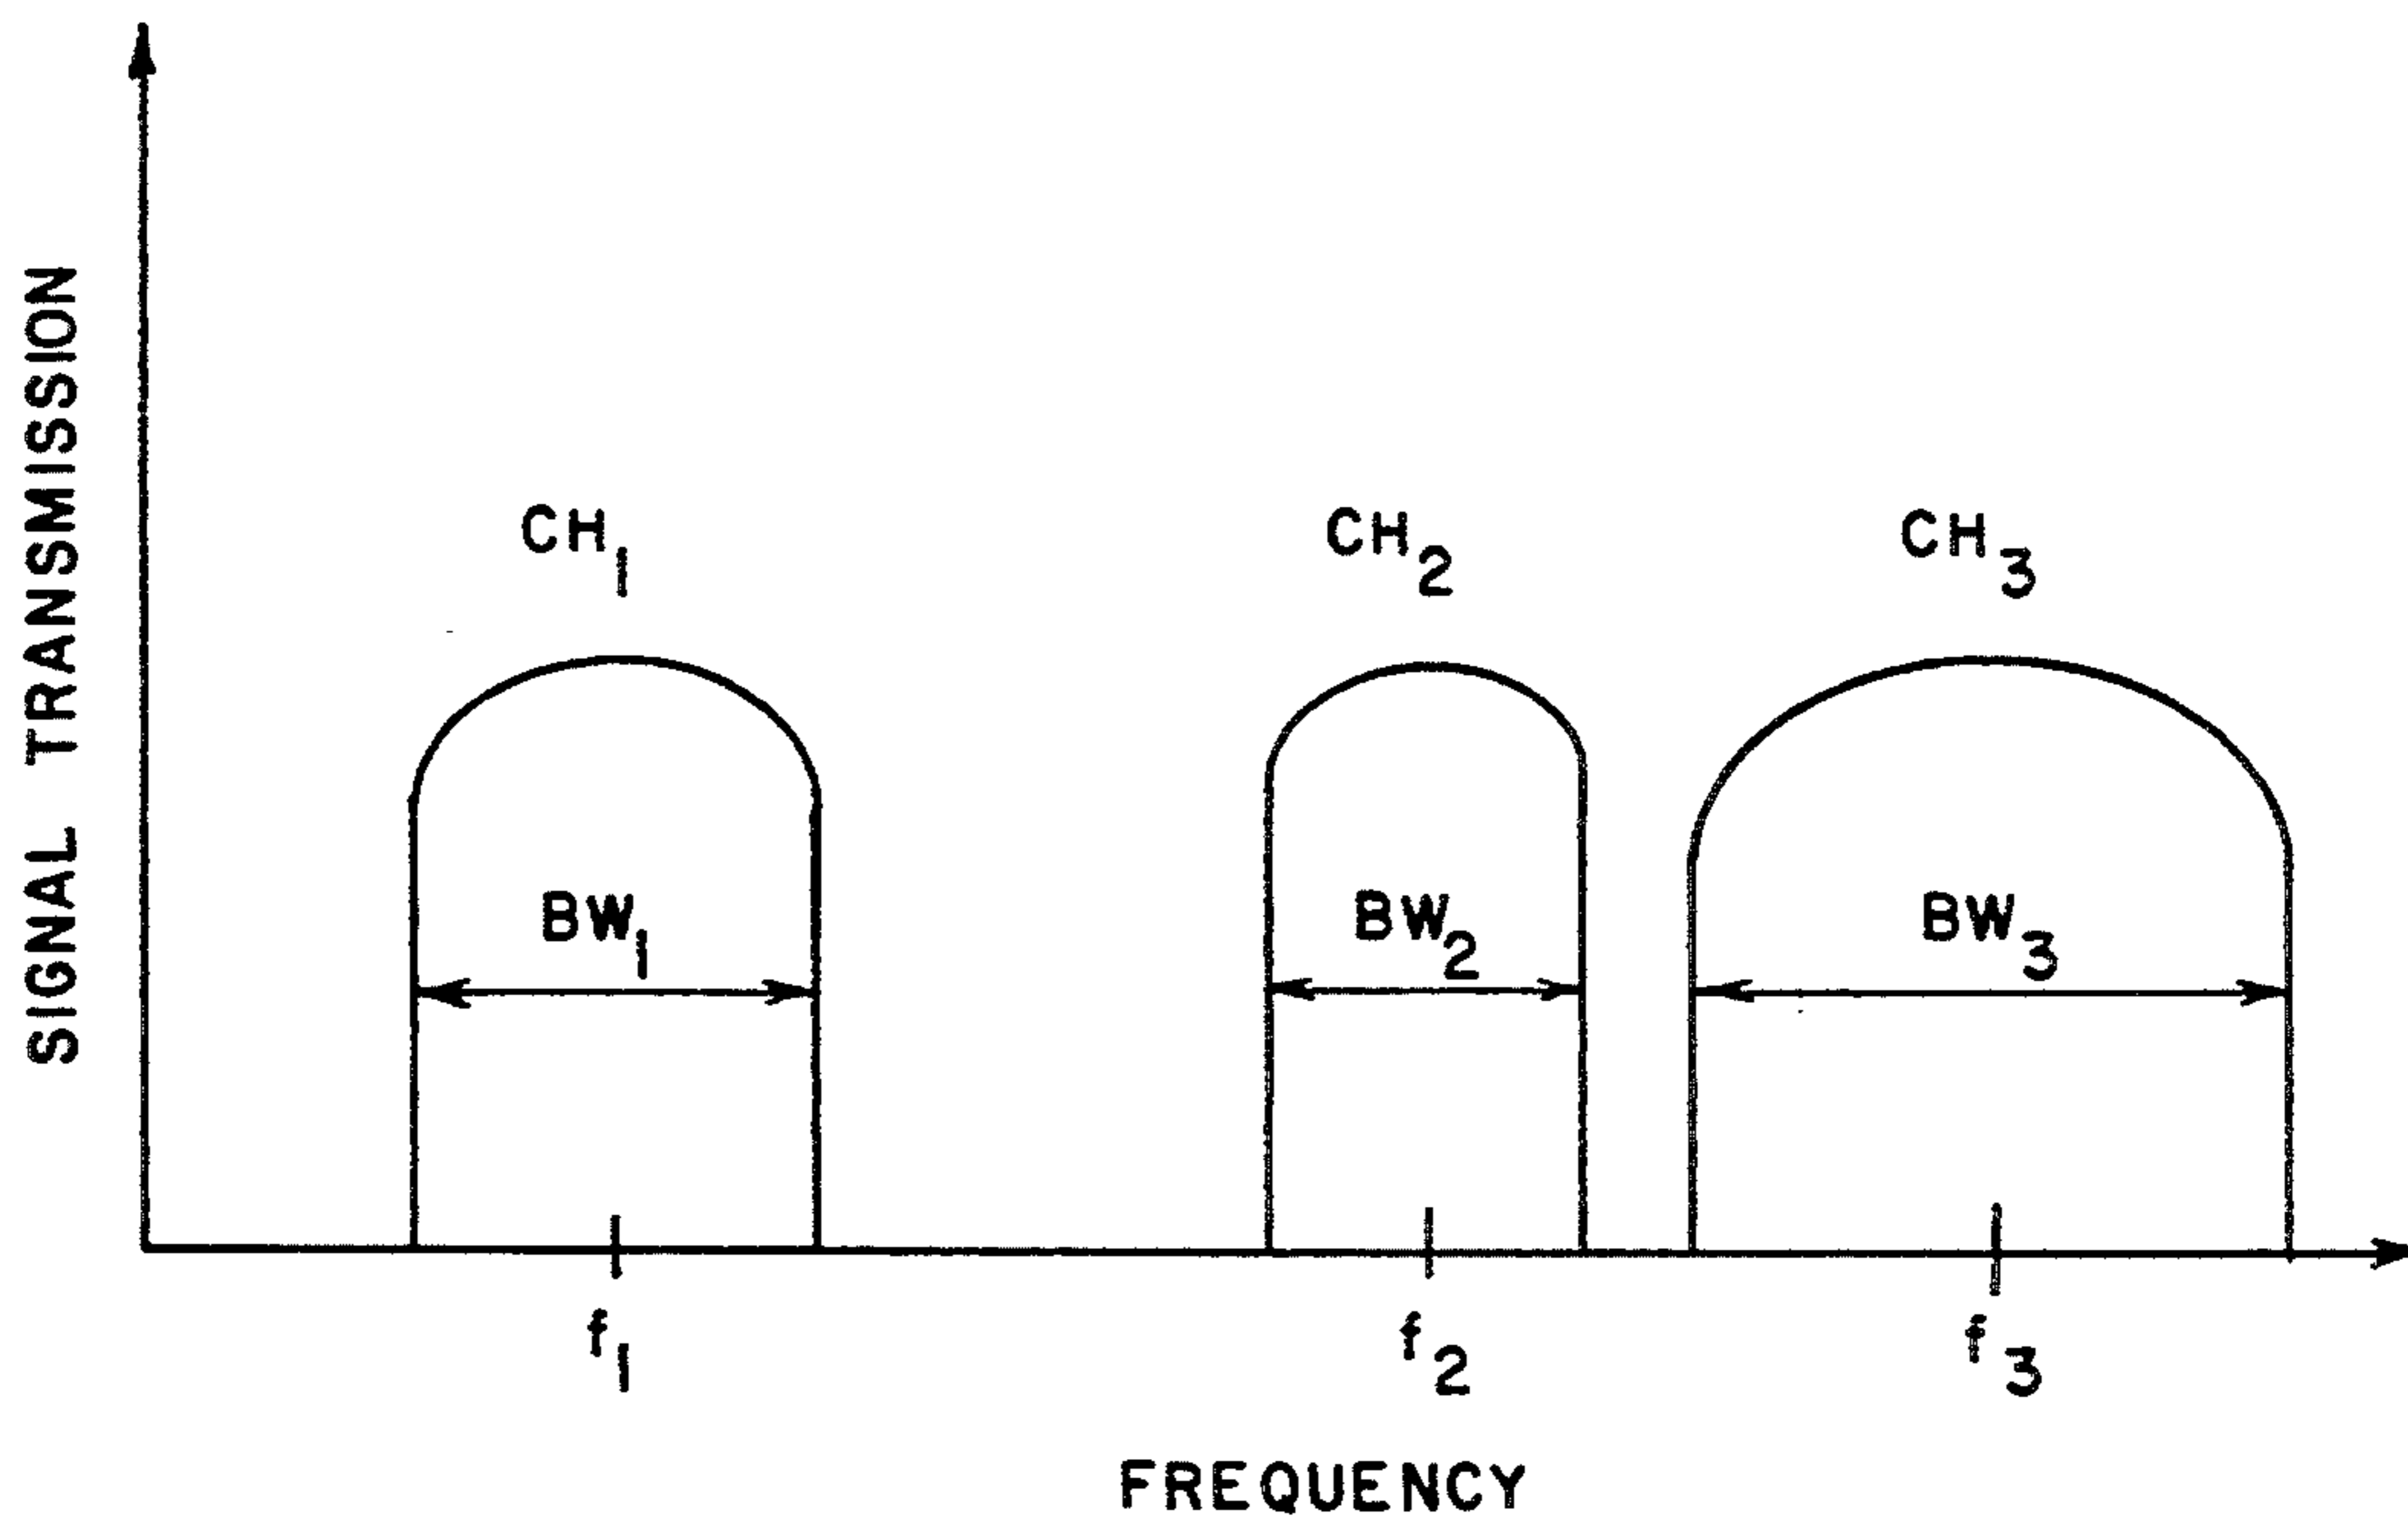 SIGNAL TRANSMISSION
CH1
CH2
CH3
BW1
BW2
BW3
f1
f2
f3
FREQUENCY